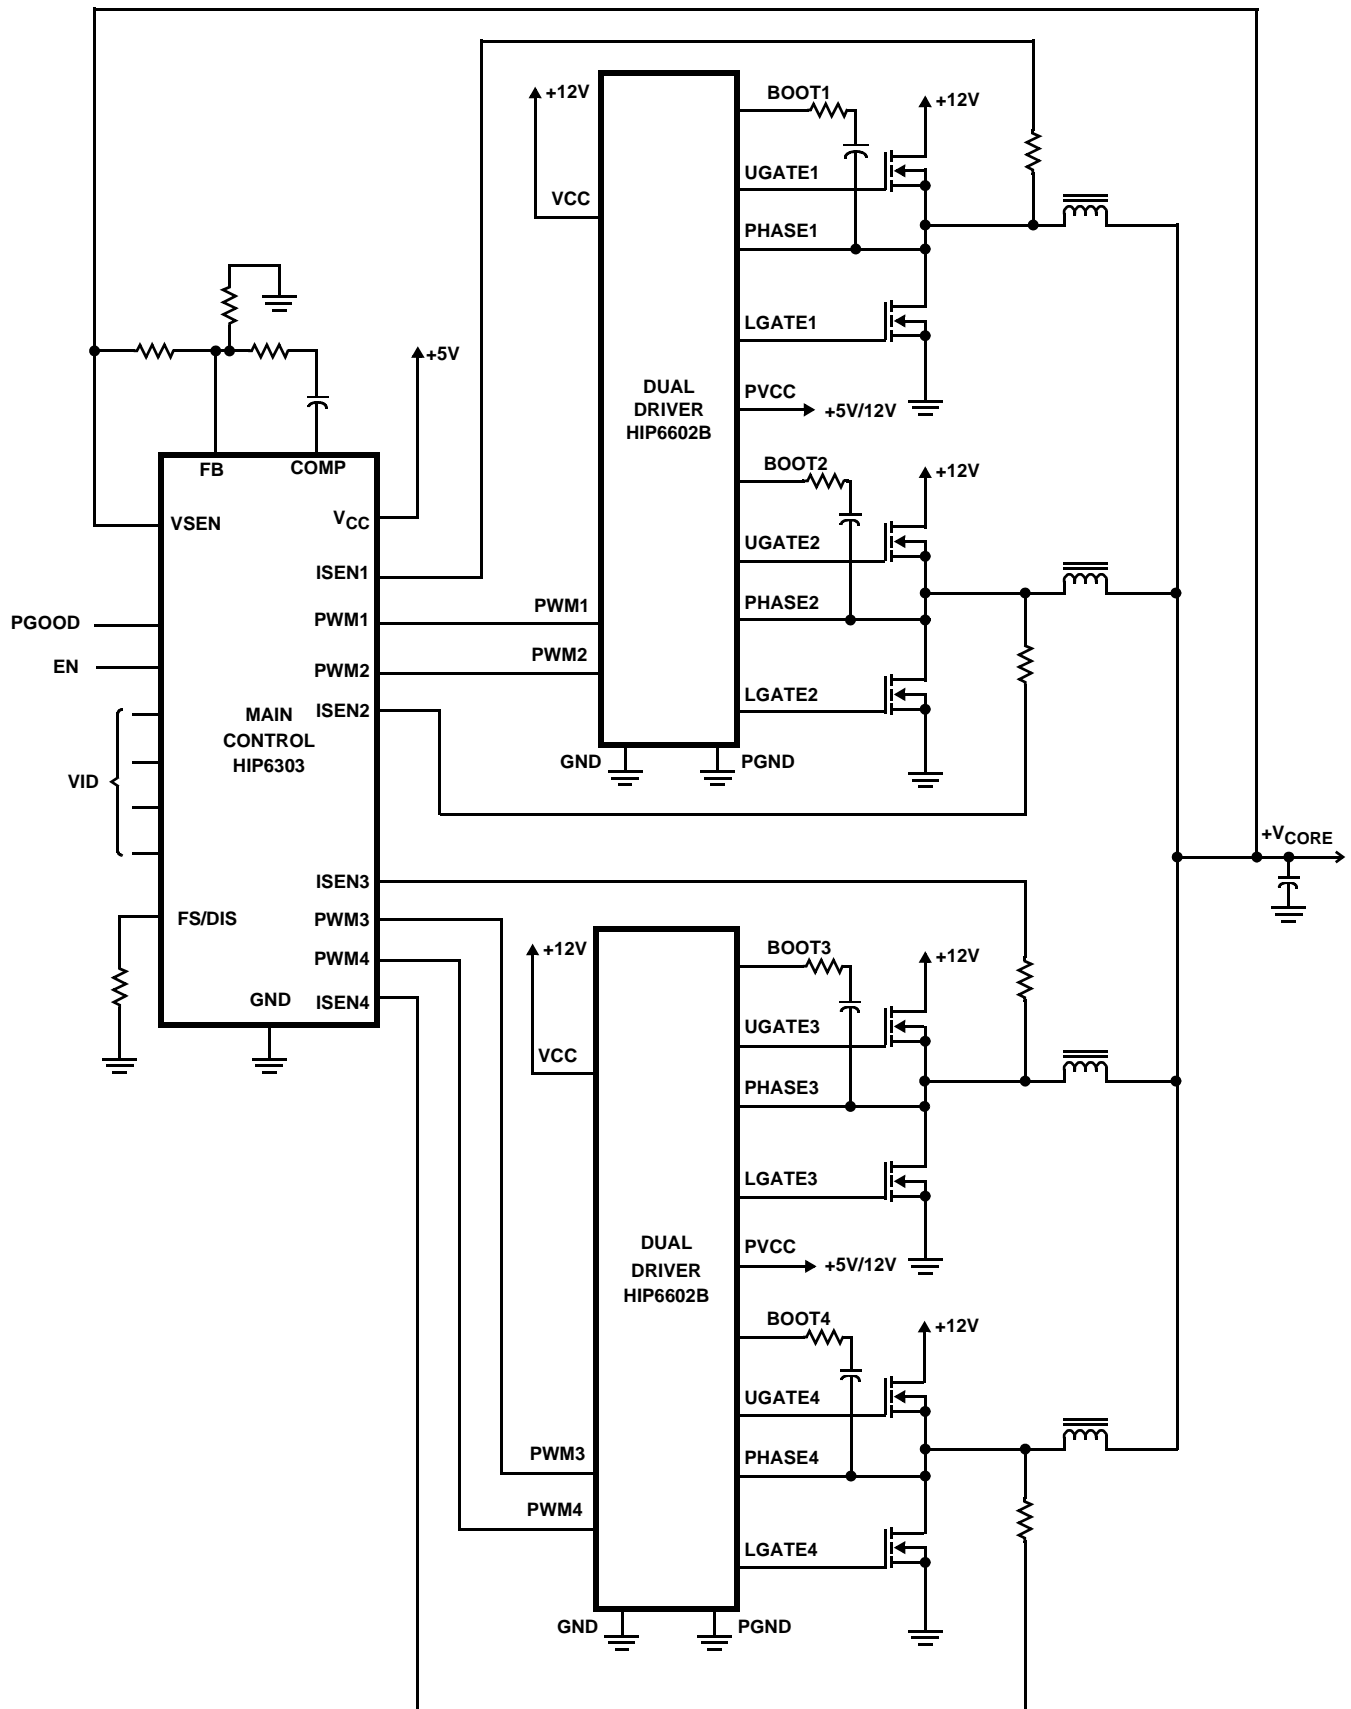 +12V
BOOT1
+12V
UGATE1
VCC
PHASE1
LGATE1
+5V
DUAL
DRIVER
HIP6602B
PVCC
+5V/12V
FB
COMP
BOOT2
+12V
VSEN
VCC
UGATE2
ISEN1
PHASE2
PWM1
PGOOD
PWM1
PWM2
EN
PWM2
LGATE2
ISEN2
MAIN
CONTROL
HIP6303
VID
GND
PGND
+VCORE
ISEN3
FS/DIS
PWM3
PWM4
GND
ISEN4
+12V
BOOT3
+12V
UGATE3
VCC
PHASE3
LGATE3
DUAL
DRIVER
HIP6602B
PVCC
+5V/12V
BOOT4
+12V
UGATE4
PWM3
PHASE4
PWM4
LGATE4
GND
PGND